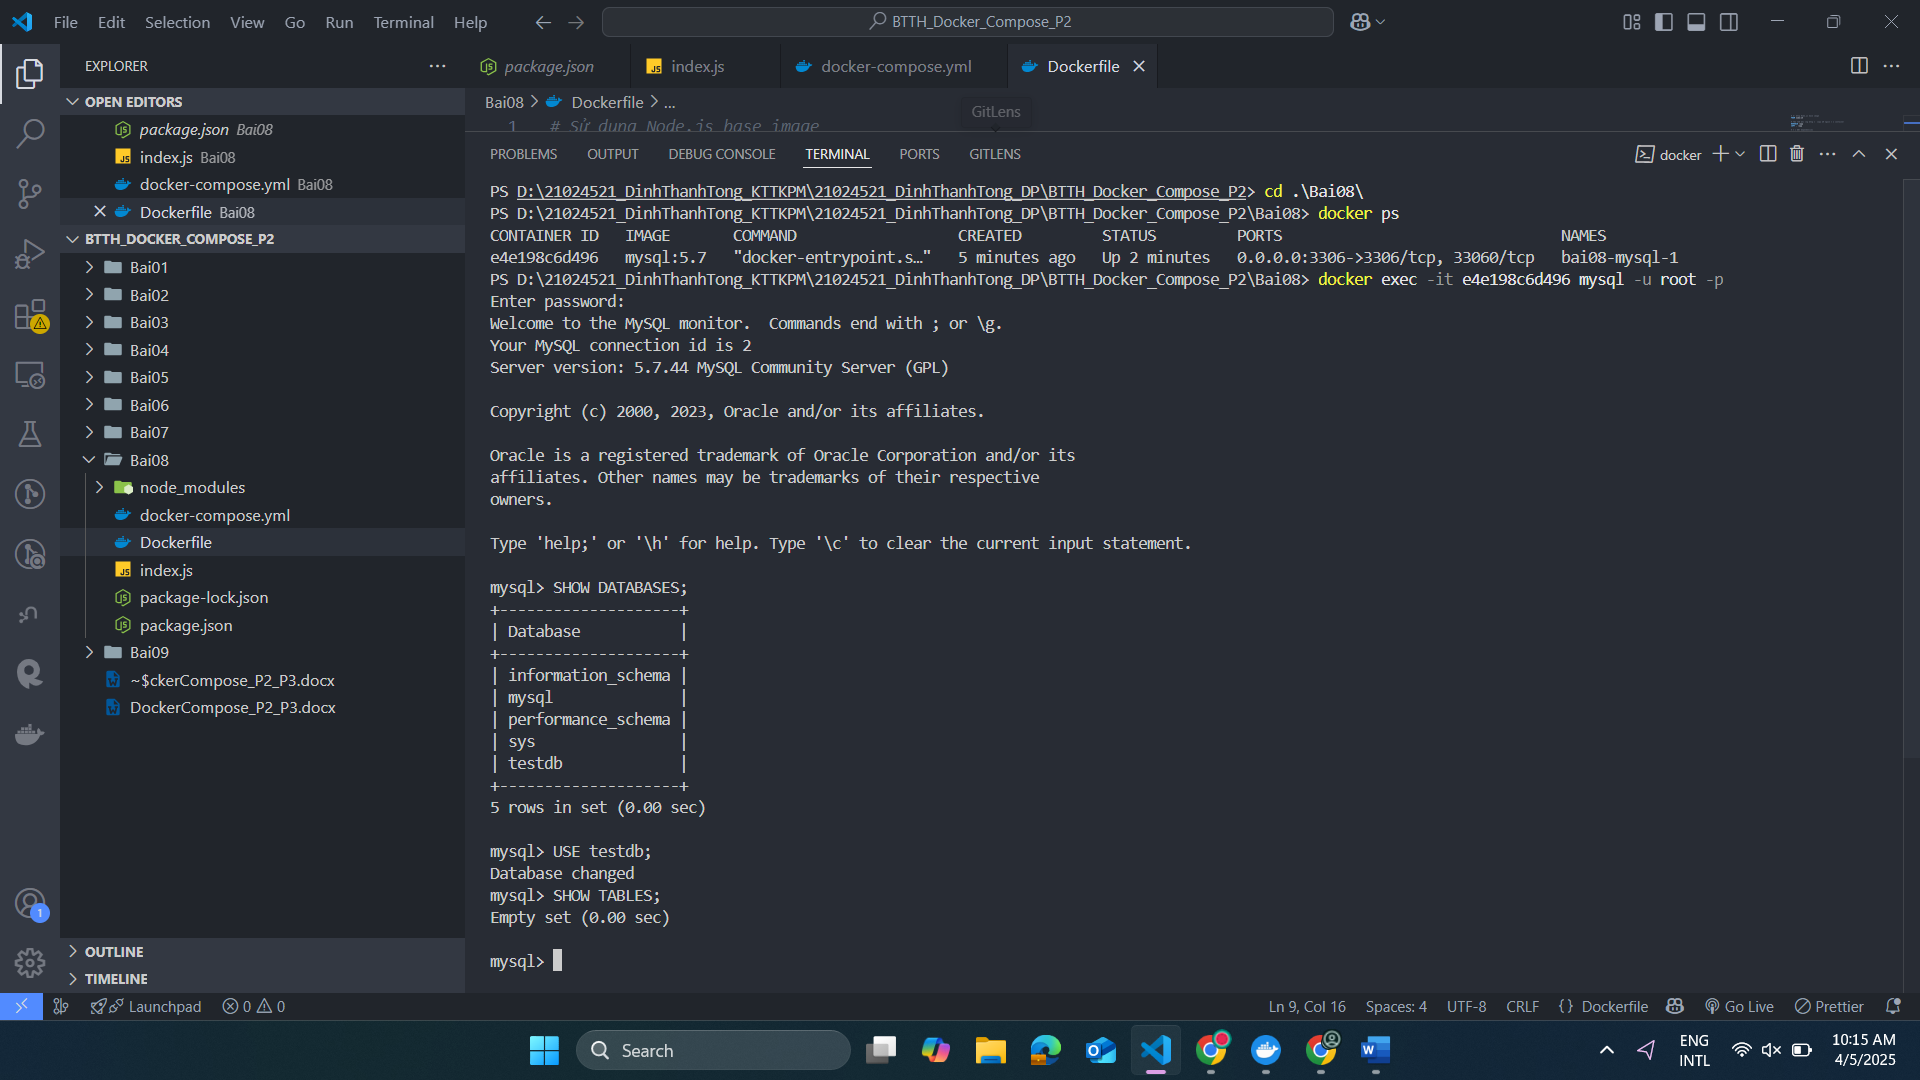 File Edit Selection View Go Run Terminal Help
BTTH_Docker_Compose_P2
EXPLORER
OPEN EDITORS
package.json Bai08
index.js Bai08
docker-compose.yml Bai08
Dockerfile Bai08
BTTH_DOCKER_COMPOSE_P2
Bai01
Bai02
Bai03
Bai04
Bai05
Bai06
Bai07
Bai08
node_modules
docker-compose.yml
Dockerfile
index.js
package-lock.json
package.json
Bai09
~$ckerCompose_P2_P3.docx
DockerCompose_P2_P3.docx
OUTLINE
TIMELINE
package.json index.js docker-compose.yml Dockerfile
Bai08 > Dockerfile > ...
GitLens
1 # Sử dụng Node.js base image
PROBLEMS OUTPUT DEBUG CONSOLE TERMINAL PORTS GITLENS
docker
PS D:\21024521_DinhThanhTong_KTTKPM\21024521_DinhThanhTong_DP\BTTH_Docker_Compose_P2> cd .\Bai08\
PS D:\21024521_DinhThanhTong_KTTKPM\21024521_DinhThanhTong_DP\BTTH_Docker_Compose_P2\Bai08> docker ps
CONTAINER ID IMAGE COMMAND CREATED STATUS PORTS NAMES
e4e198c6d496 mysql:5.7 "docker-entrypoint.s…" 5 minutes ago Up 2 minutes 0.0.0.0:3306->3306/tcp, 33060/tcp bai08-mysql-1
PS D:\21024521_DinhThanhTong_KTTKPM\21024521_DinhThanhTong_DP\BTTH_Docker_Compose_P2\Bai08> docker exec -it e4e198c6d496 mysql -u root -p
Enter password:
Welcome to the MySQL monitor.  Commands end with ; or \g.
Your MySQL connection id is 2
Server version: 5.7.44 MySQL Community Server (GPL)
Copyright (c) 2000, 2023, Oracle and/or its affiliates.
Oracle is a registered trademark of Oracle Corporation and/or its
affiliates. Other names may be trademarks of their respective
owners.
Type 'help;' or '\h' for help. Type '\c' to clear the current input statement.
mysql> SHOW DATABASES;
+--------------------+
| Database           |
+--------------------+
| information_schema |
| mysql              |
| performance_schema |
| sys                |
| testdb             |
+--------------------+
5 rows in set (0.00 sec)
mysql> USE testdb;
Database changed
mysql> SHOW TABLES;
Empty set (0.00 sec)
mysql>
1
Launchpad 0 0 Ln 9, Col 16 Spaces: 4 UTF-8 CRLF {} Dockerfile Go Live Prettier
Search
ENG
INTL
10:15 AM
4/5/2025